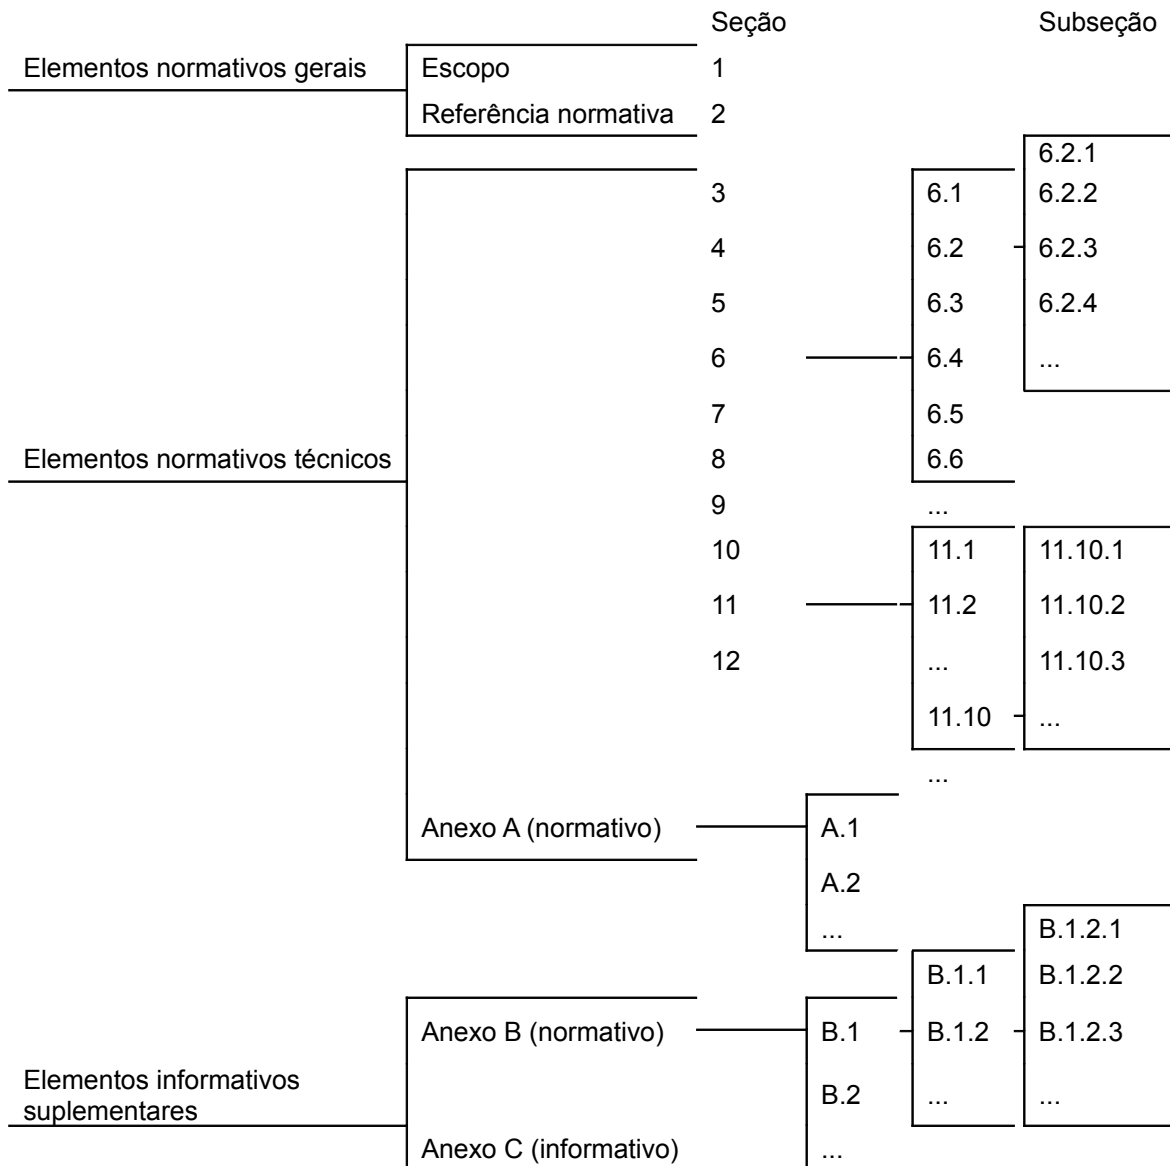 Seção Subseção
Elementos normativos gerais Escopo 1
Referência normativa 2
6.2.1
3 6.1 6.2.2
4 6.2 6.2.3
5 6.3 6.2.4
6 6.4 ...
7 6.5
Elementos normativos técnicos 8 6.6
9 ...
10 11.1 11.10.1
11 11.2 11.10.2
12 ... 11.10.3
11.10 ...
...
Anexo A (normativo) A.1
A.2
... B.1.2.1
B.1.1 B.1.2.2
Anexo B (normativo) B.1 B.1.2 B.1.2.3
Elementos informativos
suplementares
B.2 ... ...
Anexo C (informativo) ...